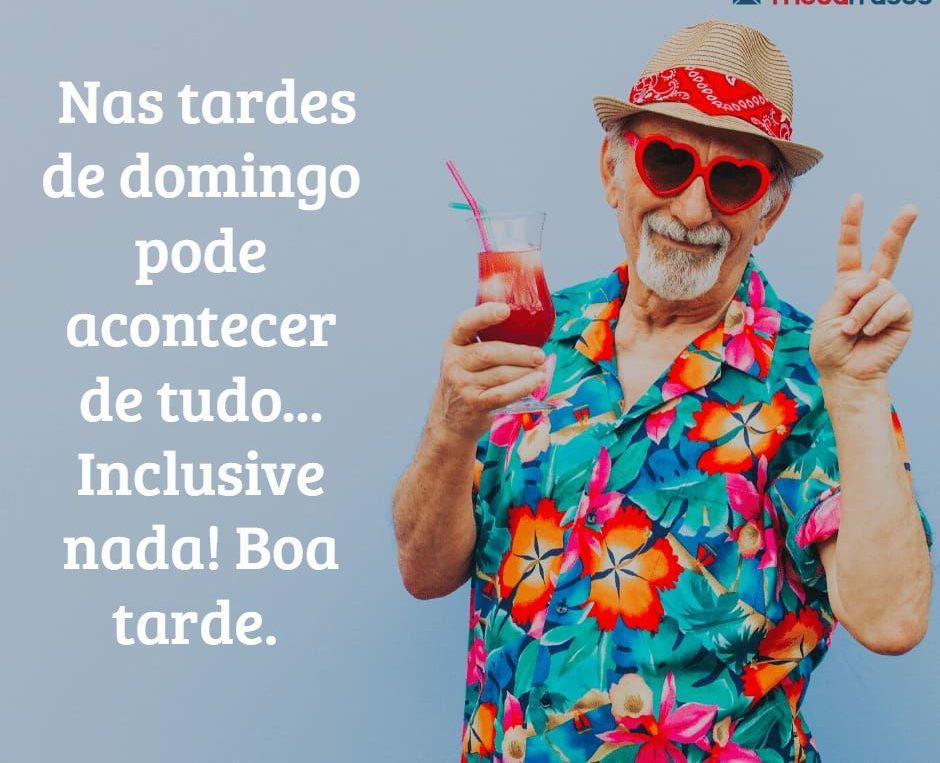 Nas tardes
de domingo
pode
acontecer
de tudo...
Inclusive
nada! Boa
tarde.